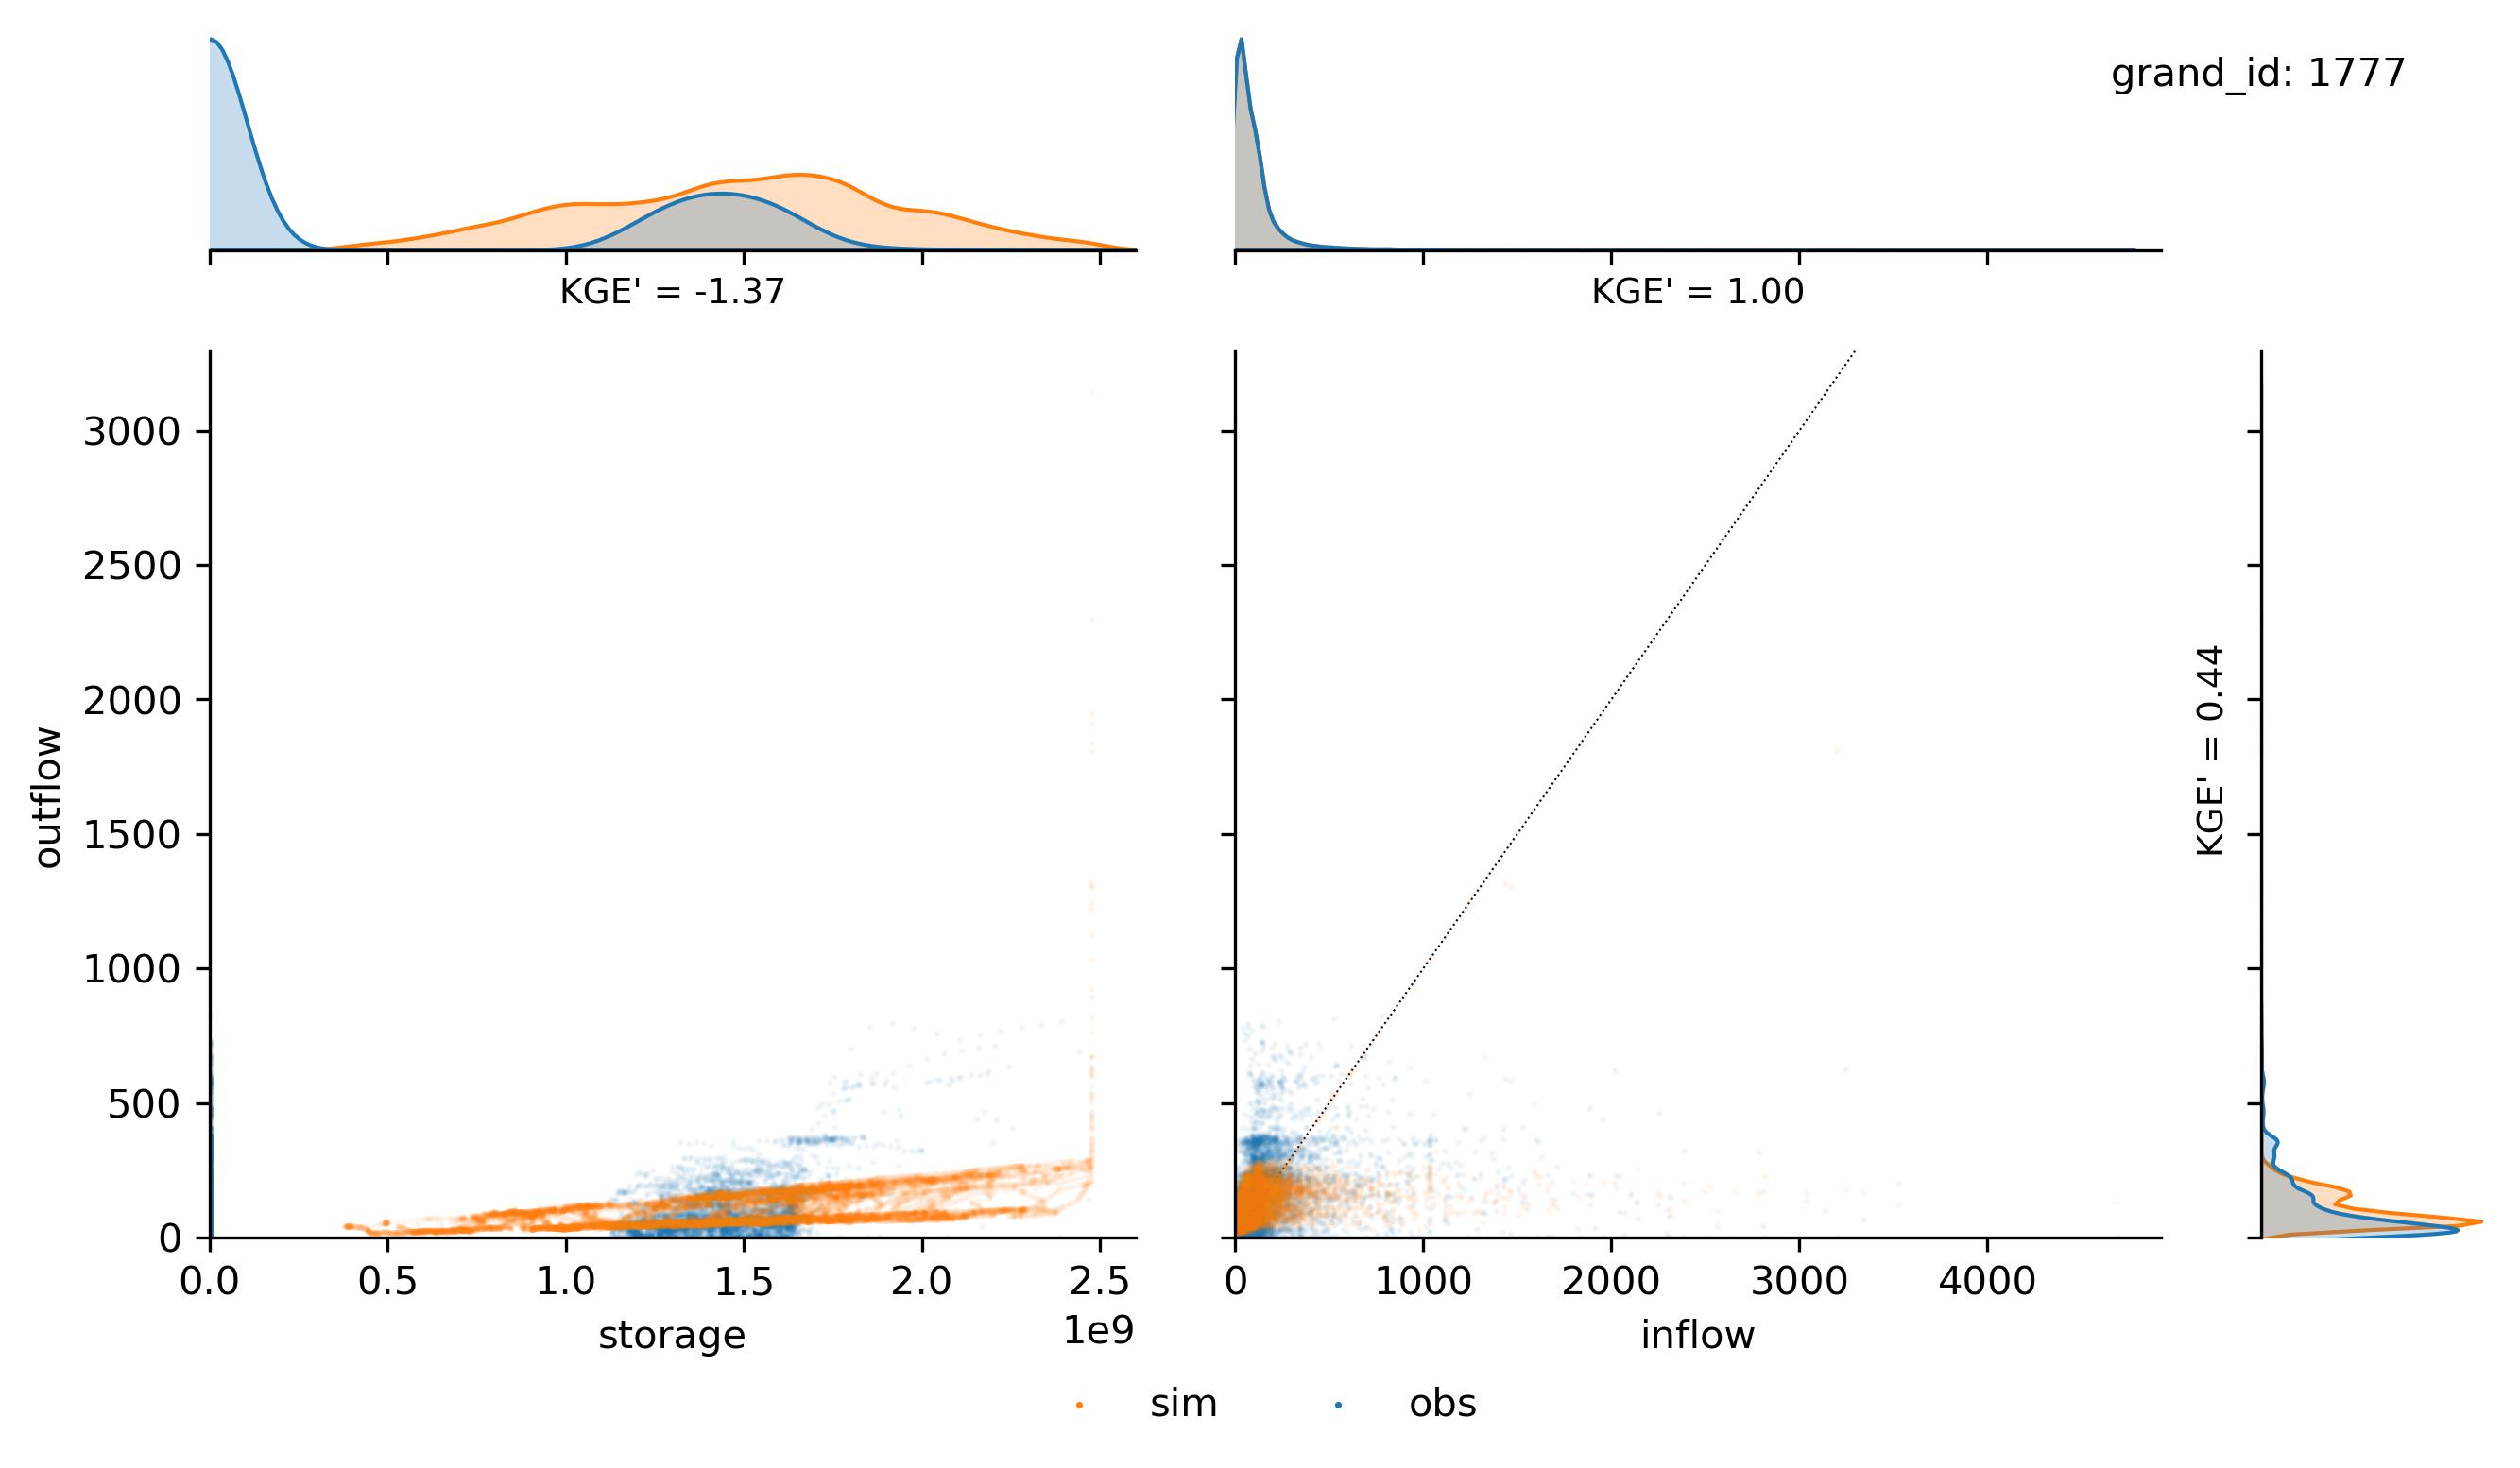 grand_id: 1777
KGE' = -1.37
KGE' = 1.00
3000
2500
2000
1500
1000
500
0
outflow
KGE' = 0.44
0.0 0.5 1.0 1.5 2.0 2.5
1e9
storage
0 1000 2000 3000 4000
inflow
sim obs